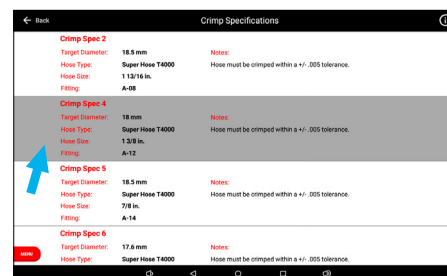 Back Crimp Specifications
Crimp Spec 2
Target Diameter: 18.5 mm Notes:
Hose Type: Super Hose T4000 Hose must be crimped within a +/- .005 tolerance.
Hose Size: 1 13/16 in.
Fitting: A-08
Crimp Spec 4
Target Diameter: 18 mm Notes:
Hose Type: Super Hose T4000 Hose must be crimped within a +/- .005 tolerance.
Hose Size: 1 3/8 in.
Fitting: A-12
Crimp Spec 5
Target Diameter: 18.5 mm Notes:
Hose Type: Super Hose T4000 Hose must be crimped within a +/- .005 tolerance.
Hose Size: 7/8 in.
Fitting: A-14
Crimp Spec 6
Target Diameter: 17.6 mm Notes:
MENU Hose Type: Super Hose T4000 Hose must be crimped within a +/- .005 tolerance.